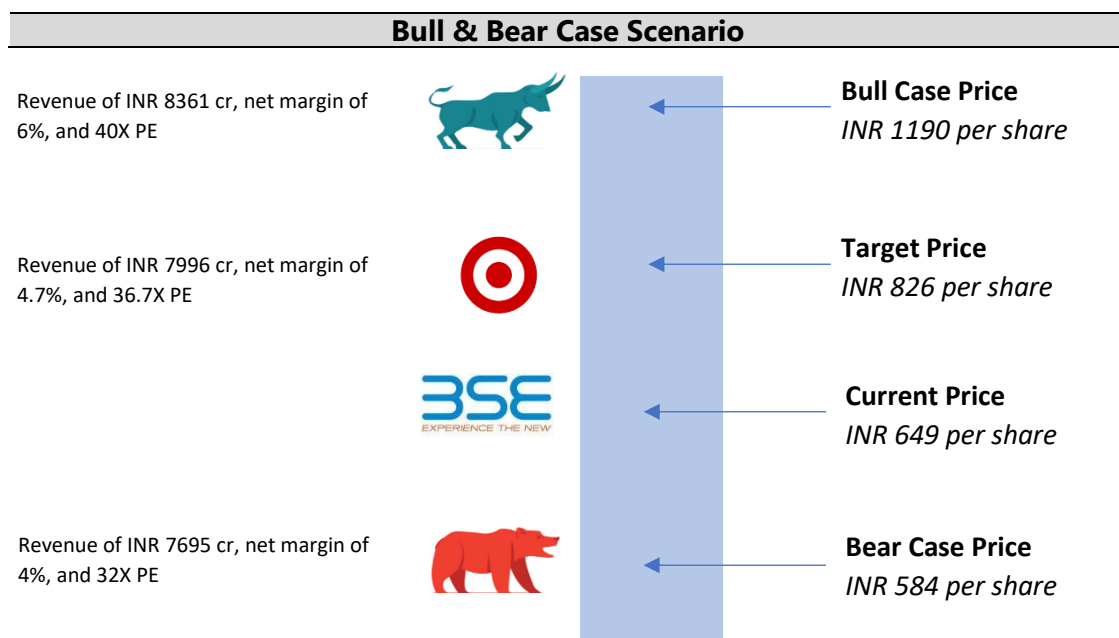 Bull & Bear Case Scenario
Revenue of INR 8361 cr, net margin of
6%, and 40X PE
Bull Case Price
INR 1190 per share
Revenue of INR 7996 cr, net margin of
4.7%, and 36.7X PE
Target Price
INR 826 per share
BSE
EXPERIENCE THE NEW
Current Price
INR 649 per share
Revenue of INR 7695 cr, net margin of
4%, and 32X PE
Bear Case Price
INR 584 per share